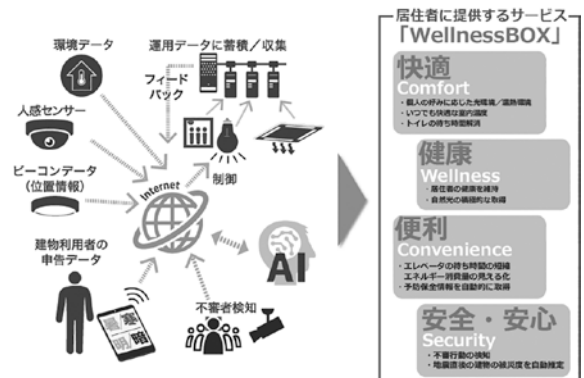 環境データ
運用データに蓄積／収集
フィード
バック
人感センサー
ビーコンデータ
（位置情報）
制御
Internet
建物利用者の
申告データ
暑 寒
明 暗
AI
不審者検知
居住者に提供するサービス
「WellnessBOX」
快適
Comfort
・個人の好みに応じた光環境／温熱環境
・いつでも快適な室内温度
・トイレの待ち時間解消
健康
Wellness
・居住者の健康を維持
・自然光の積極的な取得
便利
Convenience
・エレベータの待ち時間の短縮
エネルギー消費量の見える化
・予防保全情報を自動的に取得
安全・安心
Security
・不審行動の検知
・地震直後の建物の被災度を自動推定